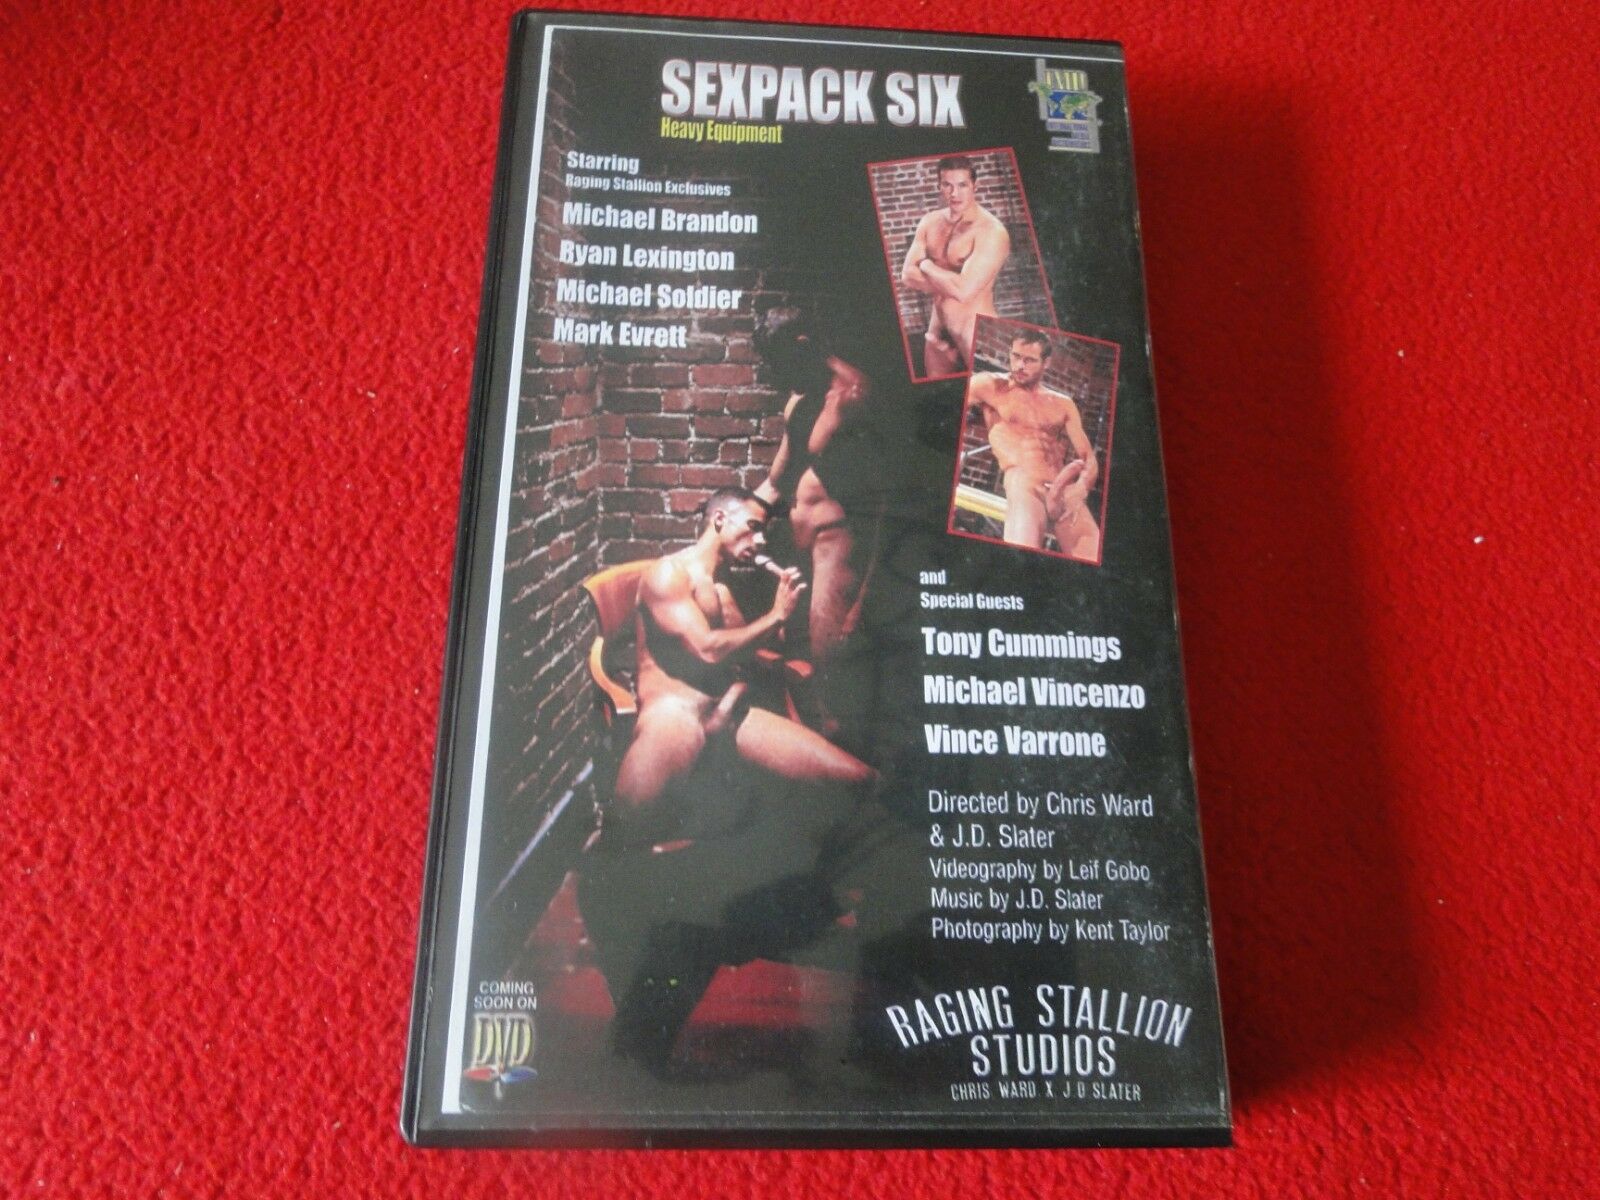 SEXPACK SIX
Heavy Equipment
Starring
Raging Stallion Exclusives
Michael Brandon
Ryan Lexington
Michael Soldier
Mark Evrett
and
Special Guests
Tony Cummings
Michael Vincenzo
Vince Varrone
Directed by Chris Ward
& J.D. Slater
Videography by Leif Gobo
Music by J.D. Slater
Photography by Kent Taylor
COMING
SOON ON
DVD
RAGING STALLION
STUDIOS
CHRIS WARD X J.D SLATER